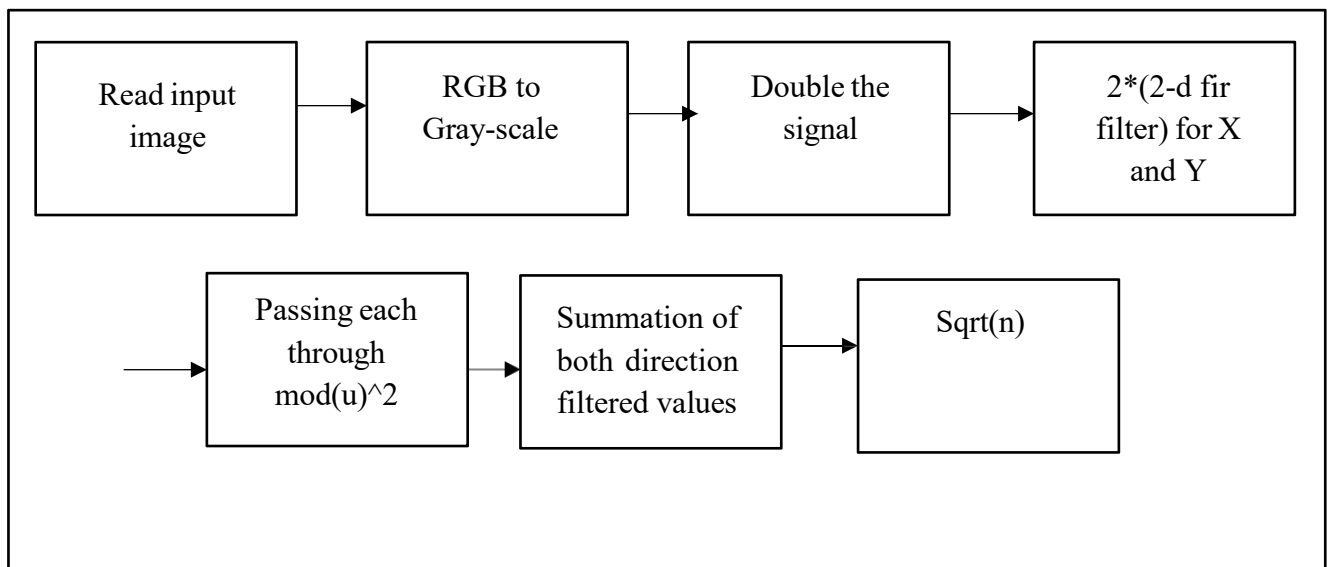 Read input
image
RGB to
Gray-scale
Double the
signal
2*(2-d fir
filter) for X
and Y
Passing each
through
mod(u)^2
Summation of
both direction
filtered values
Sqrt(n)